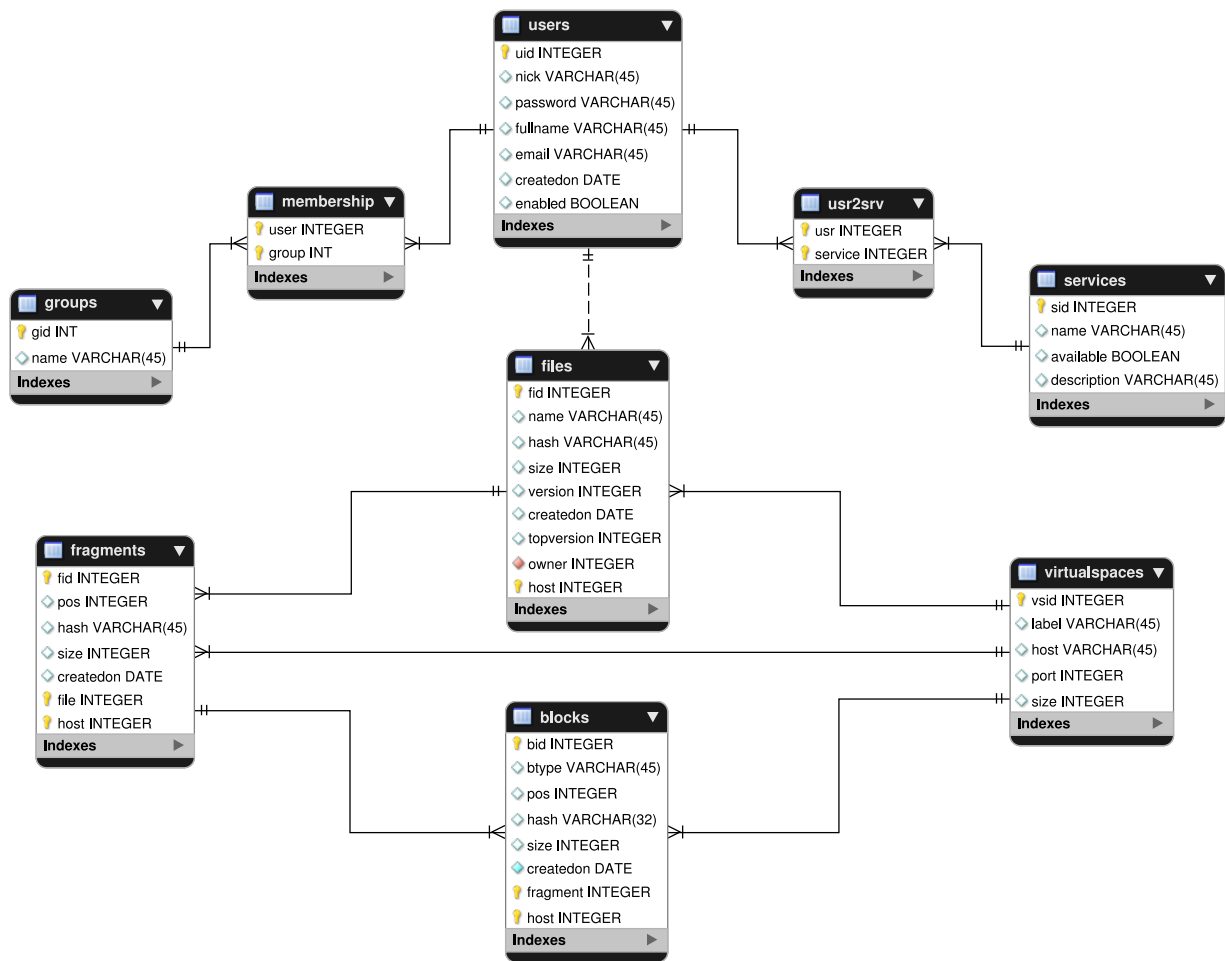 users
uid INTEGER
nick VARCHAR(45)
password VARCHAR(45)
fullname VARCHAR(45)
email VARCHAR(45)
createdon DATE
enabled BOOLEAN
Indexes
membership
user INTEGER
group INT
Indexes
usr2srv
usr INTEGER
service INTEGER
Indexes
groups
gid INT
name VARCHAR(45)
Indexes
services
sid INTEGER
name VARCHAR(45)
available BOOLEAN
description VARCHAR(45)
Indexes
files
fid INTEGER
name VARCHAR(45)
hash VARCHAR(45)
size INTEGER
version INTEGER
createdon DATE
topversion INTEGER
owner INTEGER
host INTEGER
Indexes
fragments
fid INTEGER
pos INTEGER
hash VARCHAR(45)
size INTEGER
createdon DATE
file INTEGER
host INTEGER
Indexes
virtualspaces
vsid INTEGER
label VARCHAR(45)
host VARCHAR(45)
port INTEGER
size INTEGER
Indexes
blocks
bid INTEGER
btype VARCHAR(45)
pos INTEGER
hash VARCHAR(32)
size INTEGER
createdon DATE
fragment INTEGER
host INTEGER
Indexes